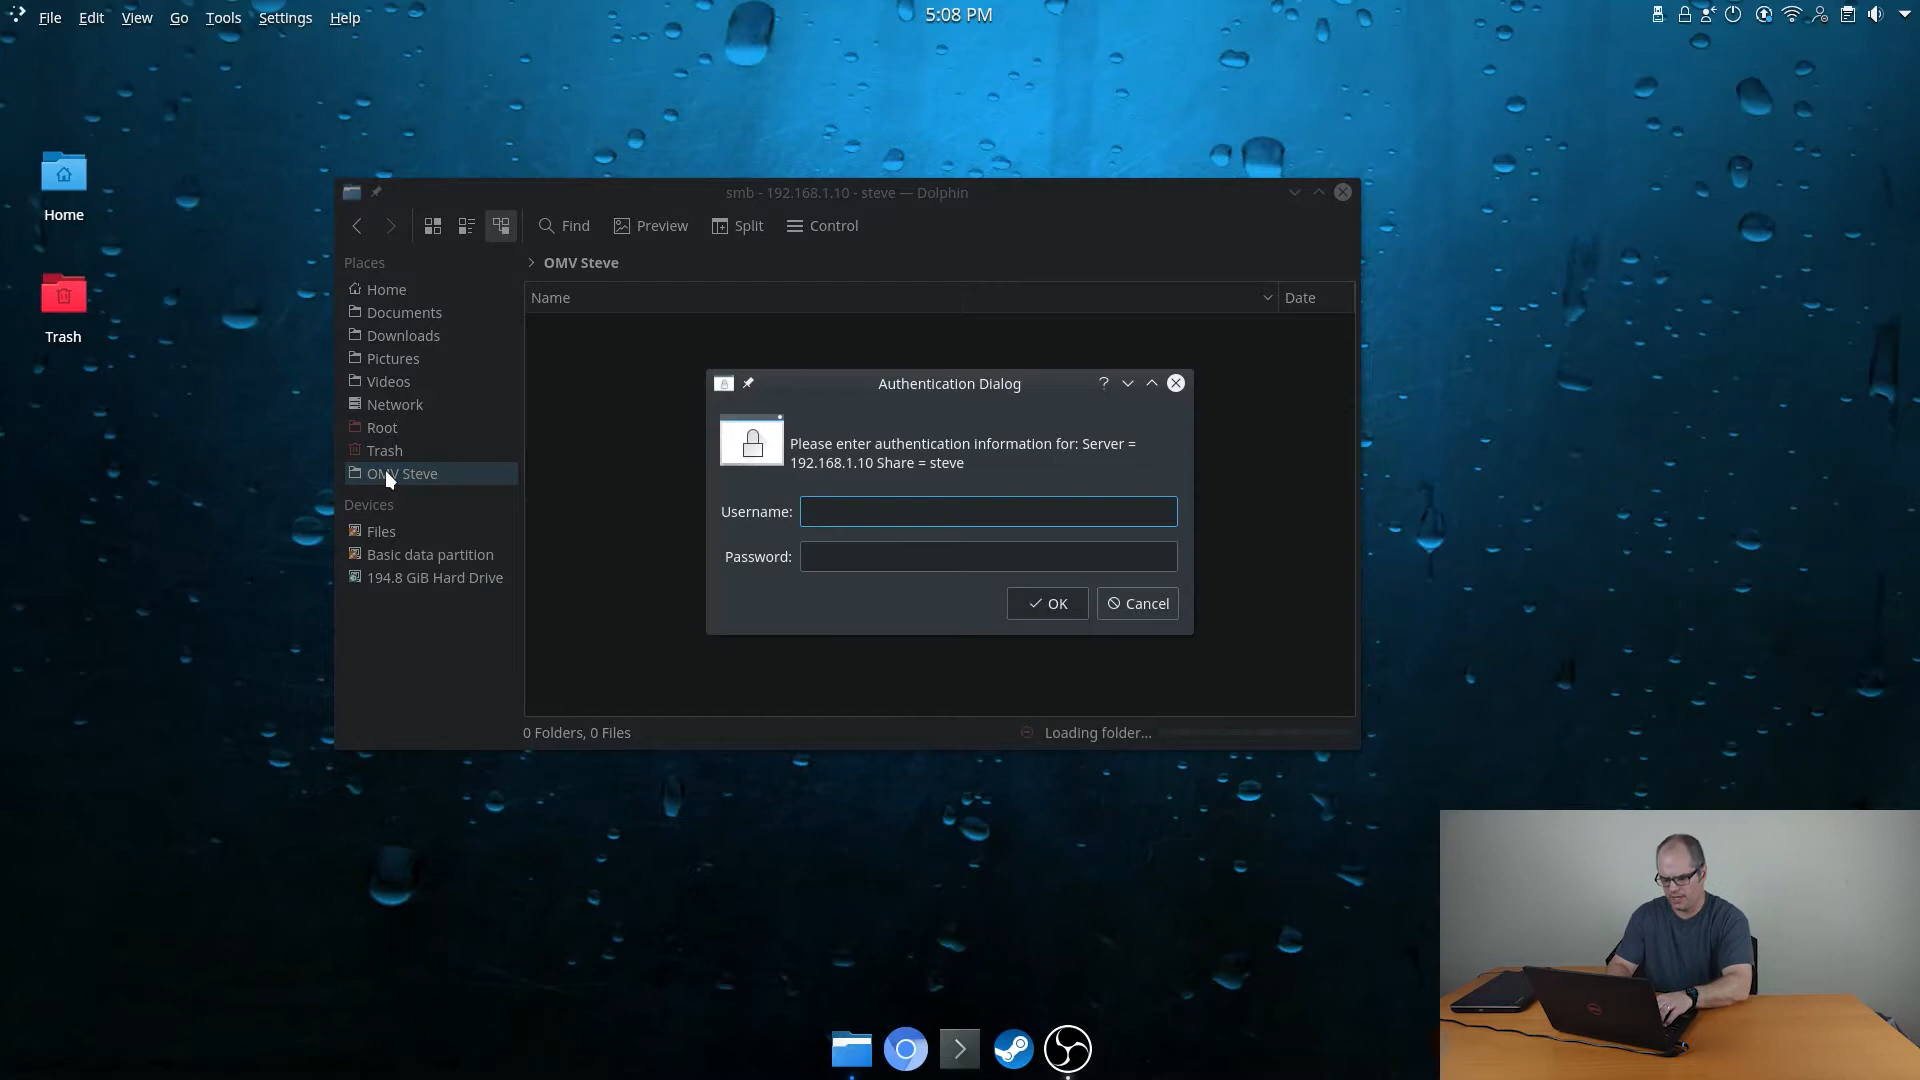 File Edit View Go Tools Settings Help
5:08 PM
Home
Trash
smb - 192.168.1.10 - steve — Dolphin
Find Preview Split Control
Places
OMV Steve
Name Date
Home
Documents
Downloads
Pictures
Videos
Network
Root
Trash
OMV Steve
Devices
Files
Basic data partition
194.8 GiB Hard Drive
Authentication Dialog
?
Please enter authentication information for: Server =
192.168.1.10 Share = steve
Username:
Password:
OK Cancel
0 Folders, 0 Files Loading folder...